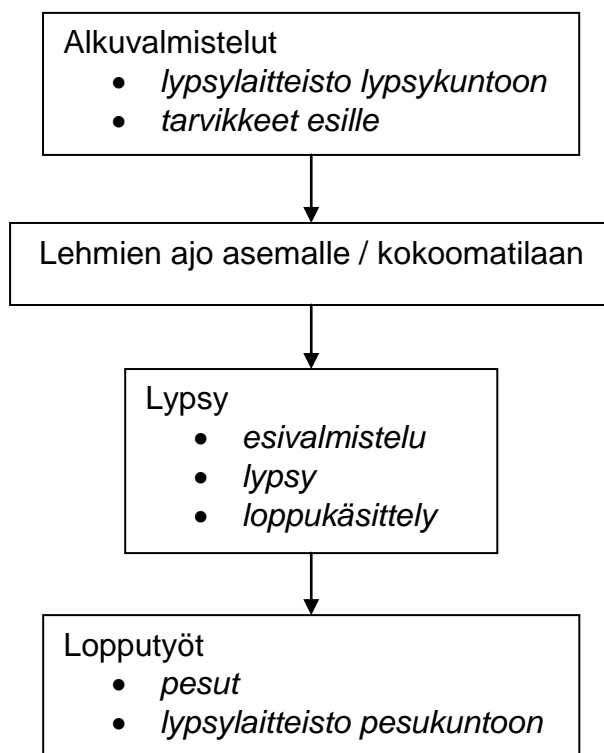 Alkuvalmistelut
• lypsylaitteisto lypsykuntoon
• tarvikkeet esille
Lehmien ajo asemalle / kokoomatilaan
Lypsy
• esivalmistelu
• lypsy
• loppukäsittely
Lopputyöt
• pesut
• lypsylaitteisto pesukuntoon